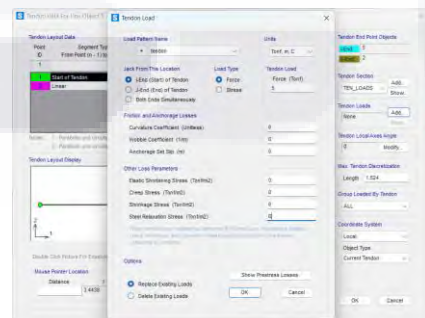 Tendon Load
Load Pattern Name
Units
tendon
Tonf, m, C
Jack From This Location
Load Type
Tendon Load
I-End (Start) of Tendon
Force
Force (Tonf)
J-End (End) of Tendon
Stress
5
Both Ends Simultaneously
Friction and Anchorage Losses
Curvature Coefficient (Unitless)
0
Wobble Coefficient (1/m)
0
Anchorage Set Slip (m)
0
Other Loss Parameters
Elastic Shortening Stress (Tonf/m2)
0
Creep Stress (Tonf/m2)
0
Shrinkage Stress (Tonf/m2)
0
Steel Relaxation Stress (Tonf/m2)
0
Options
Replace Existing Loads
Delete Existing Loads
Show Prestress Losses
OK
Cancel
Tendon Layout Data
Point
ID
1
Start of Tendon
Linear
Tendon Layout Display
Mouse Pointer Location
Distance
Tendon End Point Objects
Tendon Section
TEN_LOADS
Add..
Show
Tendon Loads
None
Add..
Tendon Local Axes Angle
Modify..
Max. Tendon Discretization
Length
1.524
Group Loaded By Tendon
ALL
Coordinate System
Local
Object Type
Current Tendon
OK
Cancel